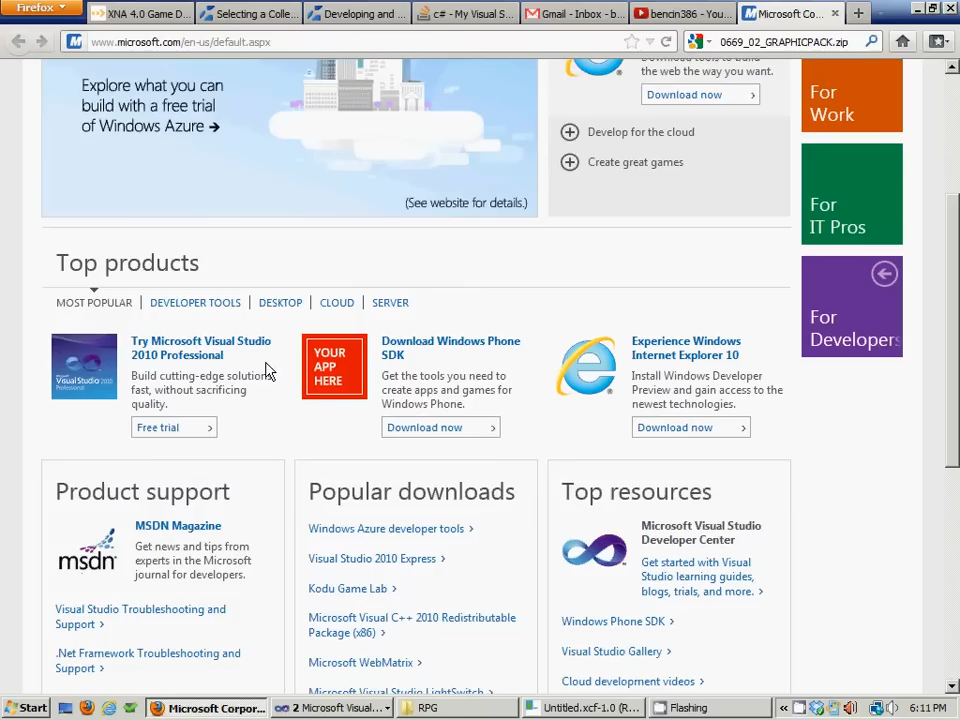 Firefox
XNA 4.0 Game D...
Selecting a Colle...
Developing and ...
c# - My Visual S...
Gmail - Inbox - b...
bencin386 - You...
Microsoft Co...
www.microsoft.com/en-us/default.aspx
0669_02_GRAPHICPACK.zip
Explore what you can
build with a free trial
of Windows Azure
(See website for details.)
the web the way you want.
Download now
Develop for the cloud
Create great games
For
Work
For
IT Pros
For
Developers
Top products
MOST POPULAR
DEVELOPER TOOLS
DESKTOP
CLOUD
SERVER
Try Microsoft Visual Studio
2010 Professional
Build cutting-edge solutions
fast, without sacrificing
quality.
Free trial
YOUR
APP
HERE
Download Windows Phone
SDK
Get the tools you need to
create apps and games for
Windows Phone.
Download now
Experience Windows
Internet Explorer 10
Install Windows Developer
Preview and gain access to the
newest technologies.
Download now
Product support
msdn
MSDN Magazine
Get news and tips from
experts in the Microsoft
journal for developers.
Visual Studio Troubleshooting and
Support
.Net Framework Troubleshooting and
Support
Popular downloads
Windows Azure developer tools
Visual Studio 2010 Express
Kodu Game Lab
Microsoft Visual C++ 2010 Redistributable
Package (x86)
Microsoft WebMatrix
Microsoft Visual Studio LightSwitch
Top resources
Microsoft Visual Studio
Developer Center
Get started with Visual
Studio learning guides,
blogs, trials, and more.
Windows Phone SDK
Visual Studio Gallery
Cloud development videos
Start
Microsoft Corpor...
2 Microsoft Visual...
RPG
Untitled.xcf-1.0 (R...
Flashing
6:11 PM